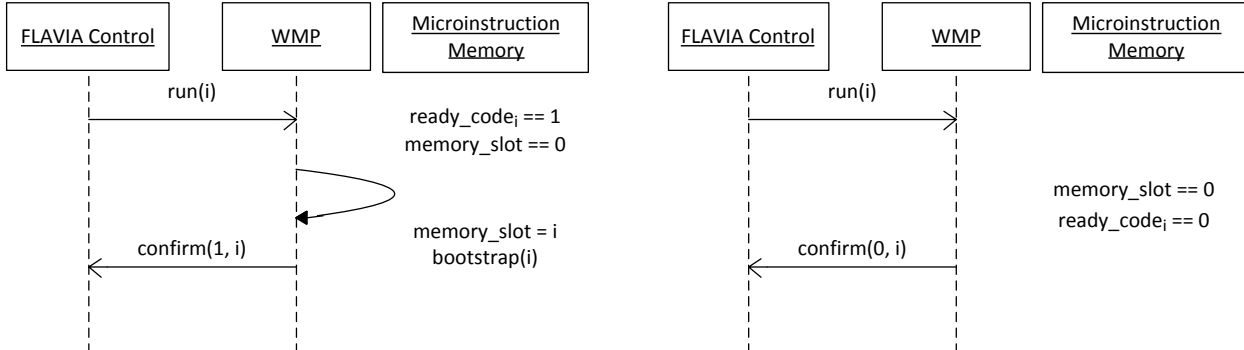 FLAVIA Control
WMP
Microinstruction
Memory
run(i)
ready_codeᵢ == 1
memory_slot == 0
memory_slot = i
bootstrap(i)
confirm(1, i)
FLAVIA Control
WMP
Microinstruction
Memory
run(i)
memory_slot == 0
ready_codeᵢ == 0
confirm(0, i)